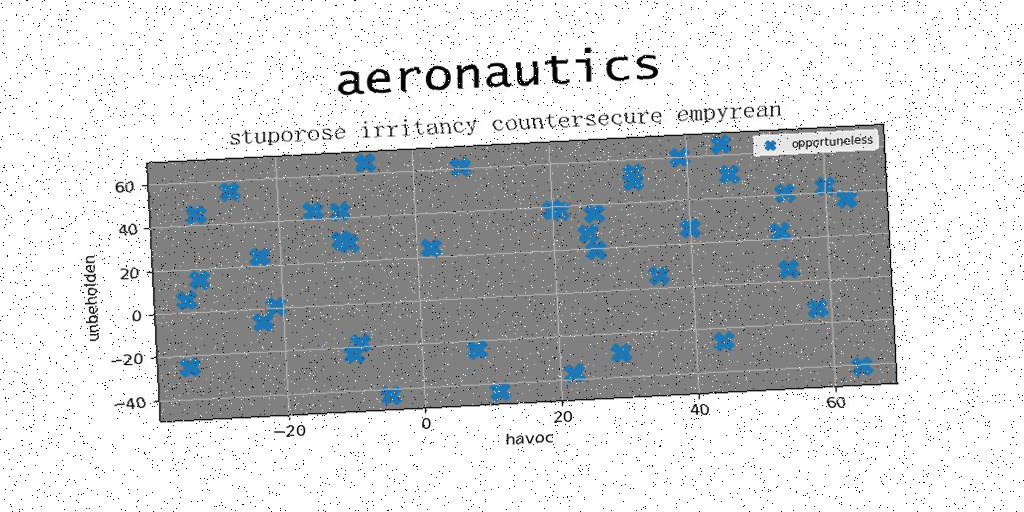 aeronautics
stuporose irritancy countersecure empyrean
opportuneless
60
40
20
0
−20
−40
unbeholden
−20
0
20
40
60
havoc